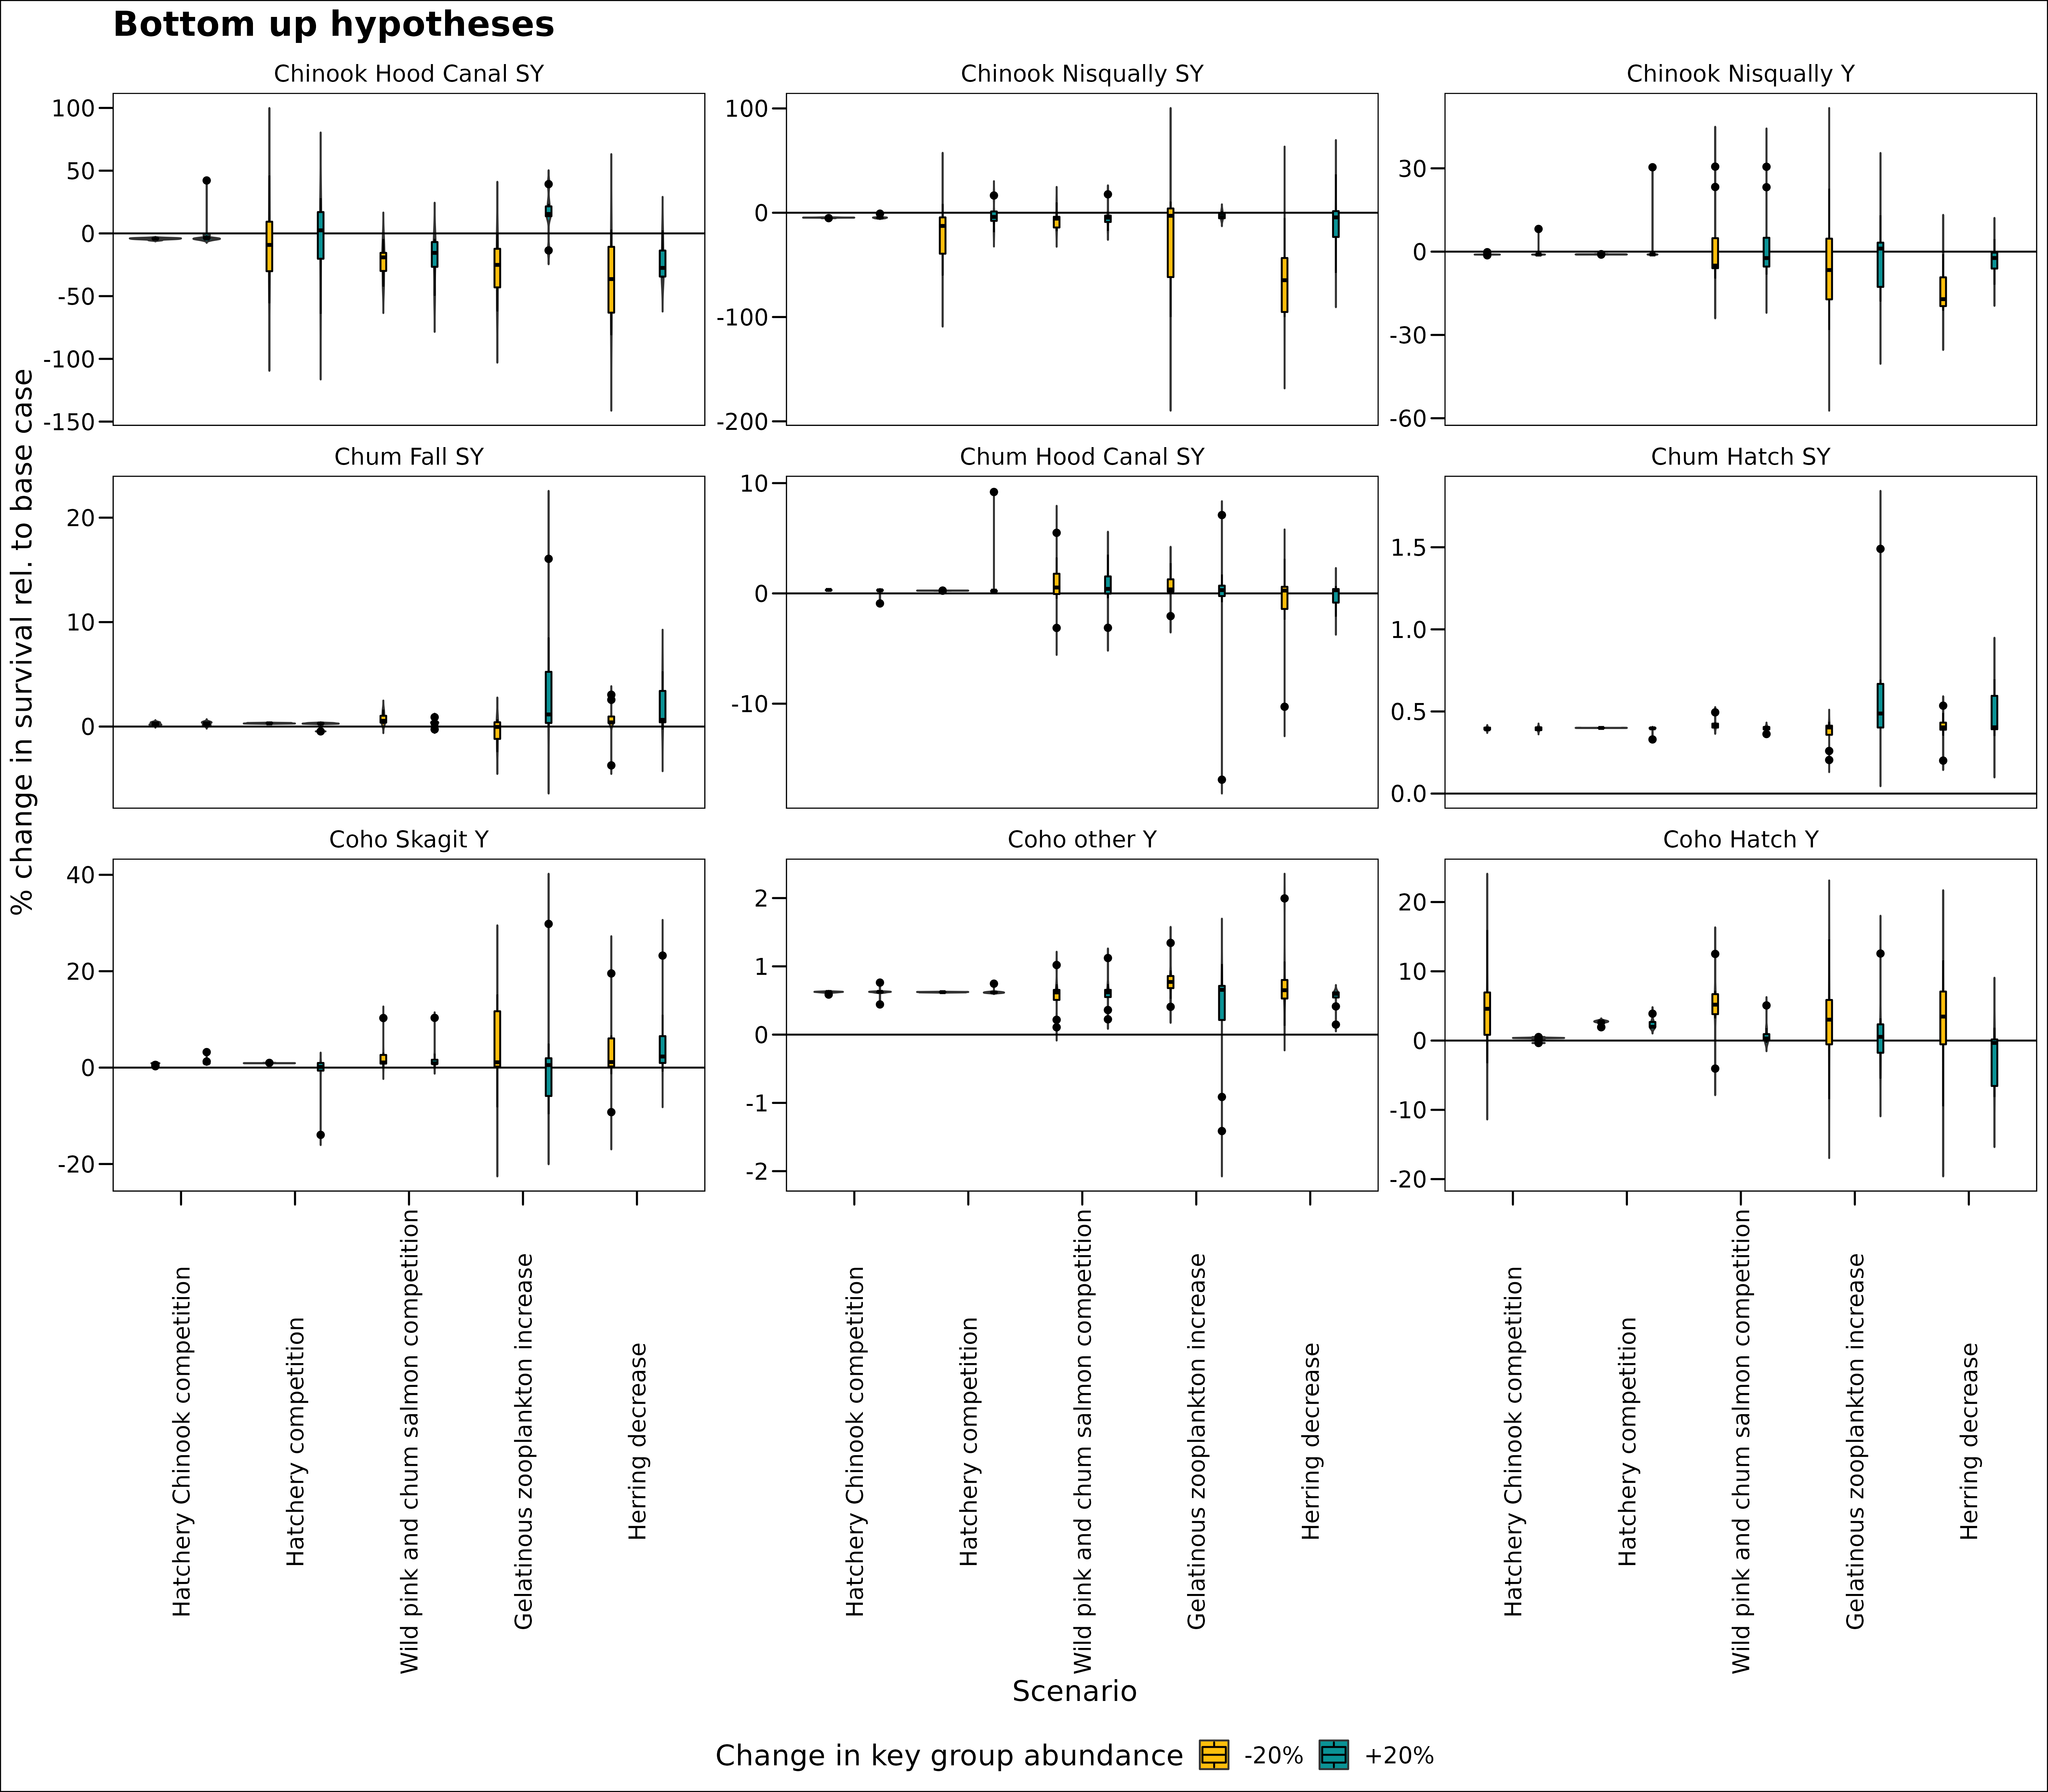 Bottom up hypotheses
Chinook Hood Canal SY
Chinook Nisqually SY
Chinook Nisqually Y
100
50
0
-50
-100
-150
100
0
-100
-200
30
0
-30
-60
% change in survival rel. to base case
Chum Fall SY
Chum Hood Canal SY
Chum Hatch SY
20
10
0
10
0
-10
1.5
1.0
0.5
0.0
Coho Skagit Y
Coho other Y
Coho Hatch Y
40
20
0
-20
2
1
0
-1
-2
20
10
0
-10
-20
Hatchery Chinook competition
Hatchery competition
Wild pink and chum salmon competition
Gelatinous zooplankton increase
Herring decrease
Hatchery Chinook competition
Hatchery competition
Wild pink and chum salmon competition
Gelatinous zooplankton increase
Herring decrease
Hatchery Chinook competition
Hatchery competition
Wild pink and chum salmon competition
Gelatinous zooplankton increase
Herring decrease
Scenario
Change in key group abundance -20% +20%